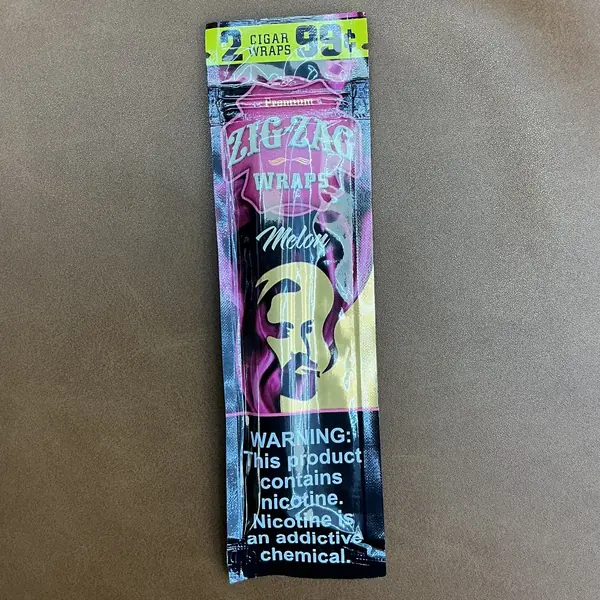 2 CIGAR WRAPS 99¢
Premium
ZIG-ZAG
WRAPS
Melon
WARNING:
This product
contains
nicotine.
Nicotine is
an addictive
chemical.